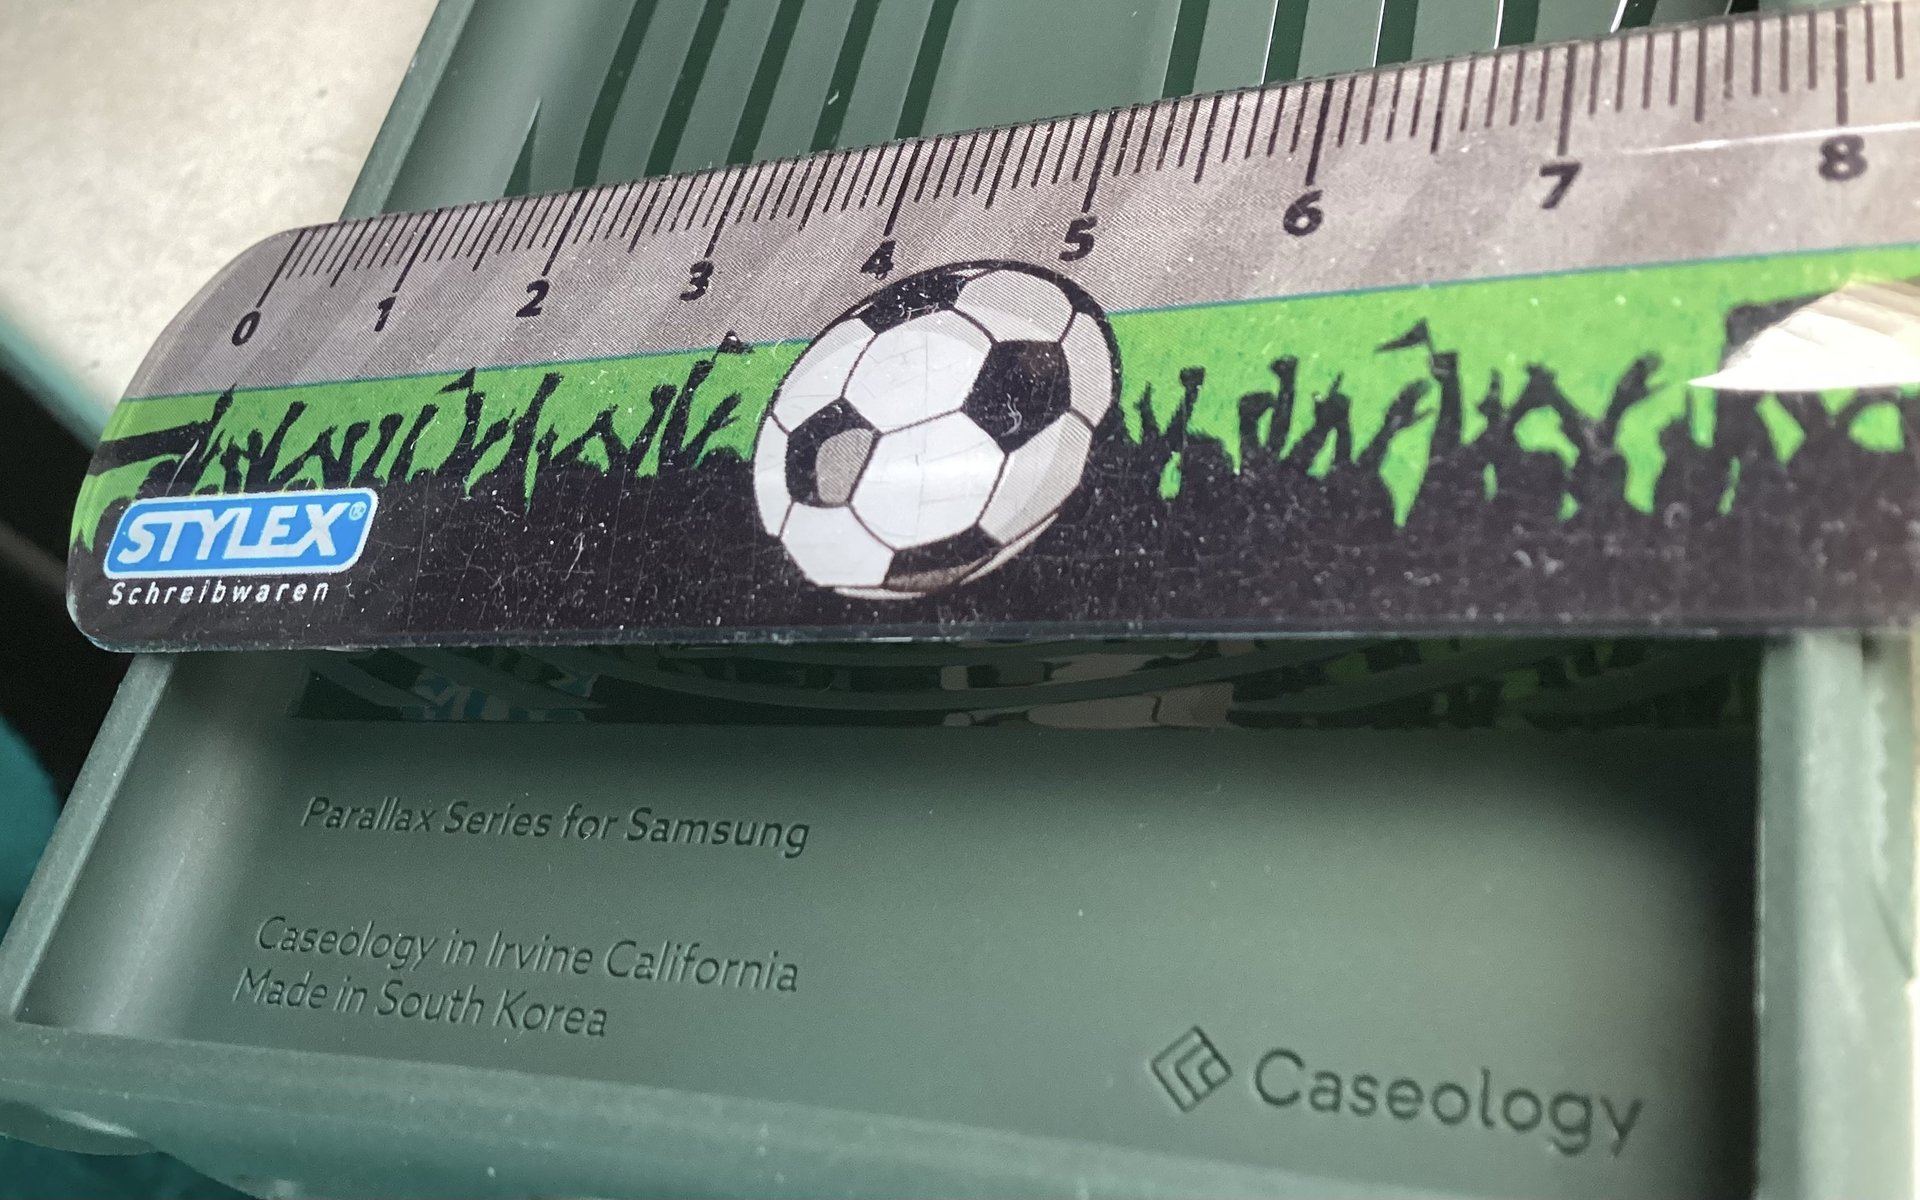 0 1 2 3 4 5 6 7 8
STYLEX®
Schreibwaren
Parallax Series for Samsung
Caseology in Irvine California
Made in South Korea
Caseology